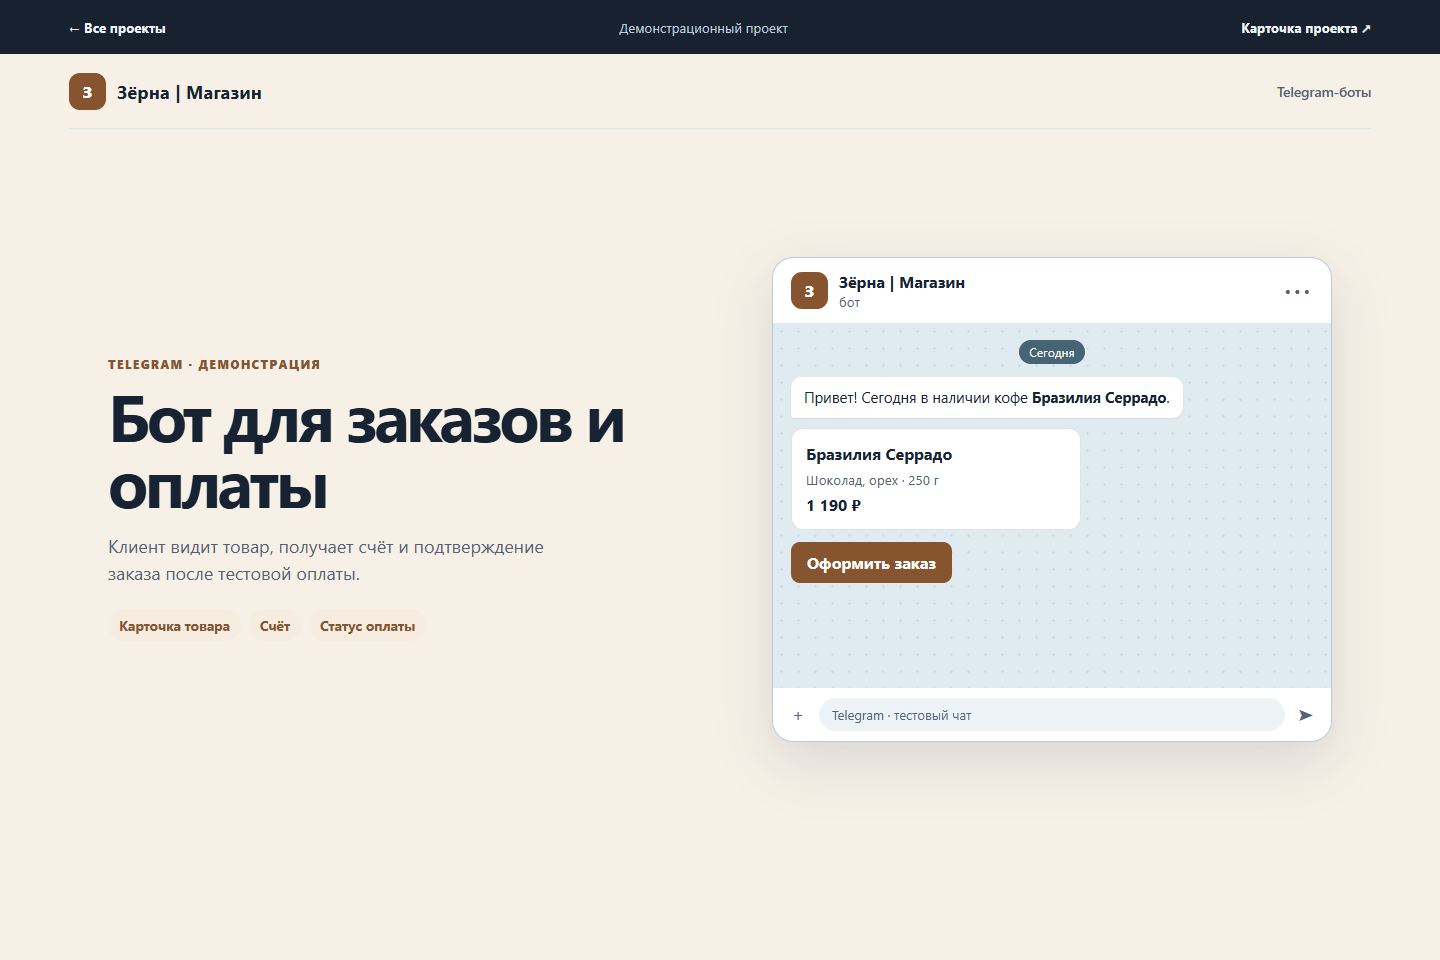 ← Все проекты
Демонстрационный проект
Карточка проекта ↗
З
Зёрна | Магазин
Telegram-боты
TELEGRAM · ДЕМОНСТРАЦИЯ
Бот для заказов и
оплаты
Клиент видит товар, получает счёт и подтверждение
заказа после тестовой оплаты.
Карточка товара
Счёт
Статус оплаты
З
Зёрна | Магазин
бот
Сегодня
Привет! Сегодня в наличии кофе Бразилия Серрадо.
Бразилия Серрадо
Шоколад, орех · 250 г
1 190 ₽
Оформить заказ
+
Telegram · тестовый чат
➤